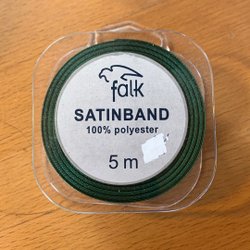 falk
SATINBAND
100% polyester
5 m